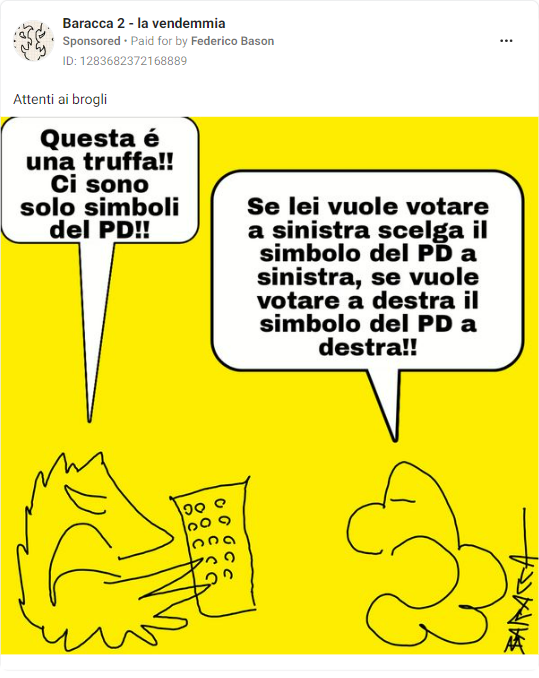 Baracca 2 - la vendemmia
Sponsored • Paid for by Federico Bason
ID: 1283682372168889
Attenti ai brogli
Questa é
una truffa!!
Ci sono
solo simboli
del PD!!
Se lei vuole votare
a sinistra scelga il
simbolo del PD a
sinistra, se vuole
votare a destra il
simbolo del PD a
destra!!